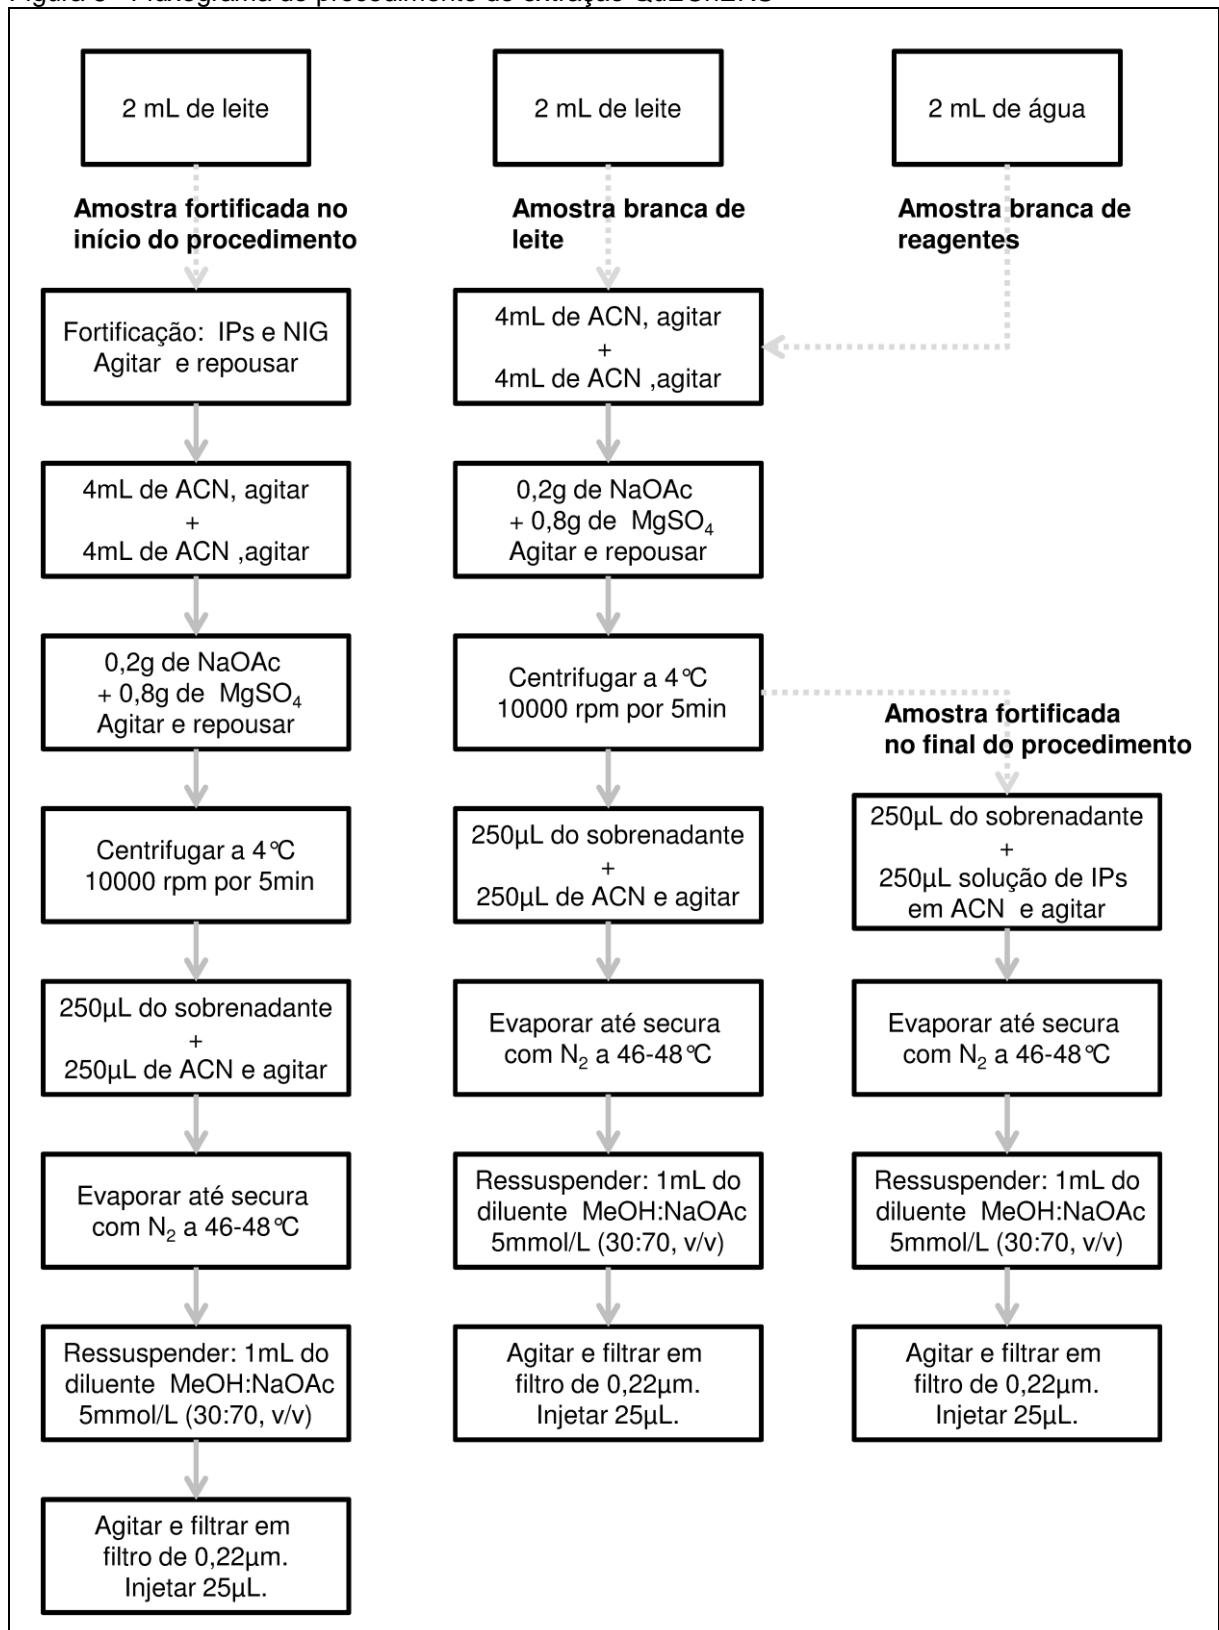 2 mL de leite
Amostra fortificada no
início do procedimento
Fortificação: IPs e NIG
Agitar e repousar
4mL de ACN, agitar
+
4mL de ACN ,agitar
0,2g de NaOAc
+ 0,8g de MgSO₄
Agitar e repousar
Centrifugar a 4°C
10000 rpm por 5min
250µL do sobrenadante
+
250µL de ACN e agitar
Evaporar até secura
com N₂ a 46-48°C
Ressuspender: 1mL do
diluente MeOH:NaOAc
5mmol/L (30:70, v/v)
Agitar e filtrar em
filtro de 0,22µm.
Injetar 25µL.
2 mL de leite
Amostra branca de
leite
4mL de ACN, agitar
+
4mL de ACN ,agitar
0,2g de NaOAc
+ 0,8g de MgSO₄
Agitar e repousar
Centrifugar a 4°C
10000 rpm por 5min
250µL do sobrenadante
+
250µL de ACN e agitar
Evaporar até secura
com N₂ a 46-48°C
Ressuspender: 1mL do
diluente MeOH:NaOAc
5mmol/L (30:70, v/v)
Agitar e filtrar em
filtro de 0,22µm.
Injetar 25µL.
2 mL de água
Amostra branca de
reagentes
Amostra fortificada
no final do procedimento
250µL do sobrenadante
+
250µL solução de IPs
em ACN e agitar
Evaporar até secura
com N₂ a 46-48°C
Ressuspender: 1mL do
diluente MeOH:NaOAc
5mmol/L (30:70, v/v)
Agitar e filtrar em
filtro de 0,22µm.
Injetar 25µL.